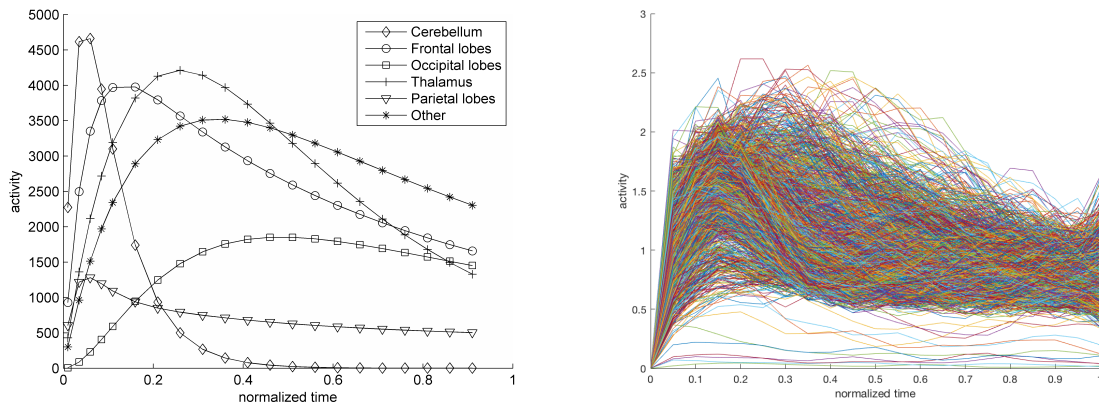 5000
4500
4000
3500
3000
2500
2000
1500
1000
500
0
activity
0 0.2 0.4 0.6 0.8 1
normalized time
Cerebellum
Frontal lobes
Occipital lobes
Thalamus
Parietal lobes
Other
3
2.5
2
1.5
1
0.5
0
activity
0 0.1 0.2 0.3 0.4 0.5 0.6 0.7 0.8 0.9 1
normalized time